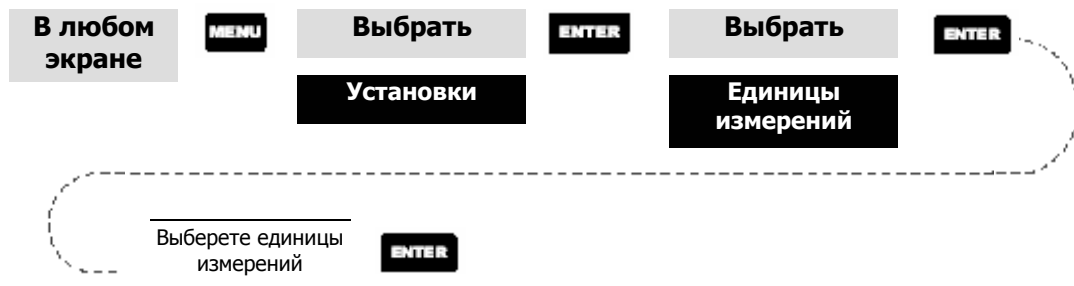 В любом
экране
MENU
Выбрать
Установки
ENTER
Выбрать
Единицы
измерений
ENTER
Выберете единицы
измерений
ENTER